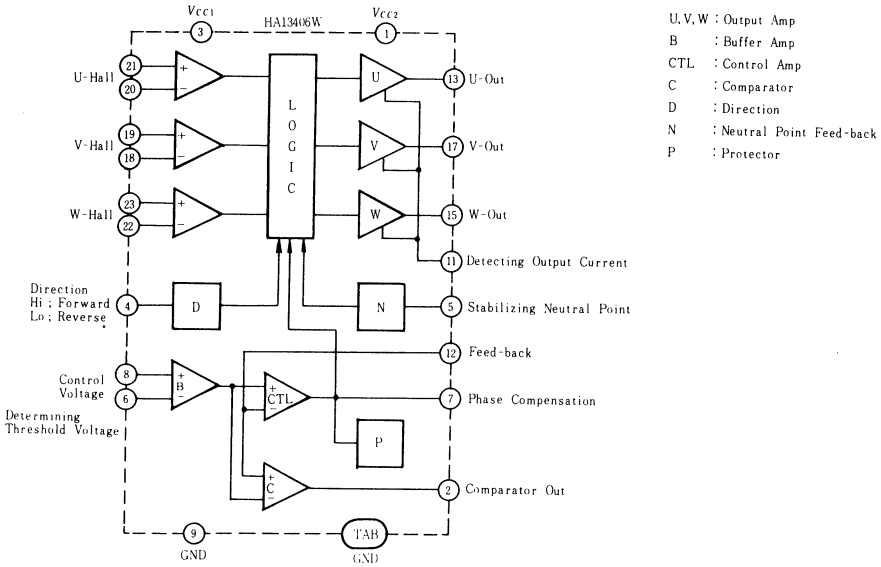 VCC1
VCC2
HA13406W
3
1
U-Hall
21
20
+
−
U
13
U-Out
V-Hall
19
18
+
−
V
17
V-Out
W-Hall
23
22
+
−
W
15
W-Out
LOGIC
11
Detecting Output Current
Direction
Hi ; Forward
Lo ; Reverse
4
D
N
5
Stabilizing Neutral Point
12
Feed-back
Control
Voltage
8
6
+
B
−
+
CTL
−
7
Phase Compensation
Determining
Threshold Voltage
P
+
C
−
2
Comparator Out
9
GND
TAB
GND
U, V, W : Output Amp
B : Buffer Amp
CTL : Control Amp
C : Comparator
D : Direction
N : Neutral Point Feed-back
P : Protector